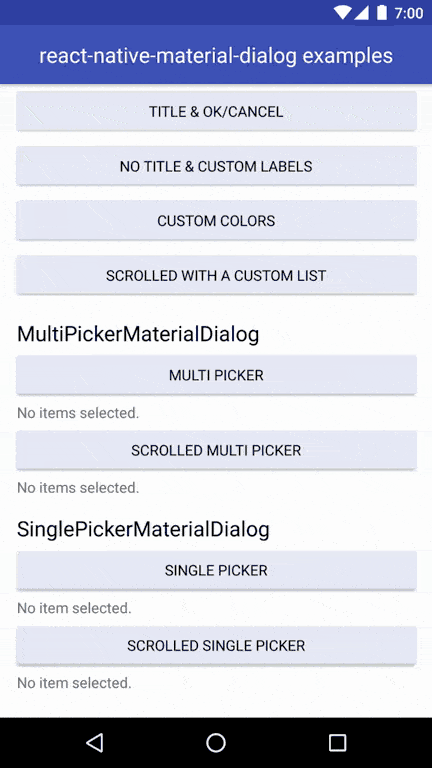 7:00
react-native-material-dialog examples
TITLE & OK/CANCEL
NO TITLE & CUSTOM LABELS
CUSTOM COLORS
SCROLLED WITH A CUSTOM LIST
MultiPickerMaterialDialog
MULTI PICKER
No items selected.
SCROLLED MULTI PICKER
No items selected.
SinglePickerMaterialDialog
SINGLE PICKER
No item selected.
SCROLLED SINGLE PICKER
No item selected.